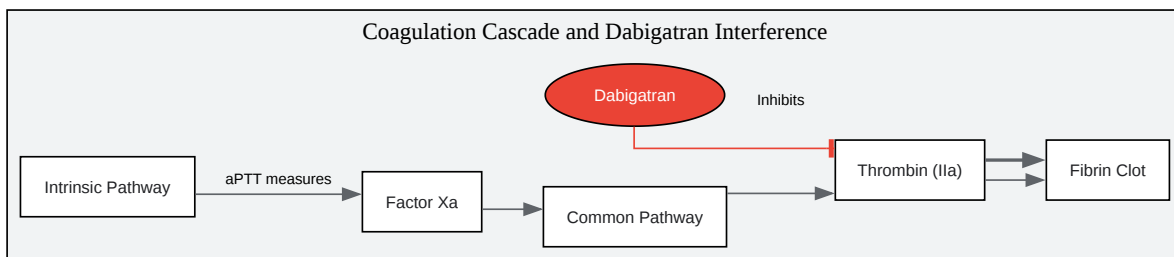 Coagulation Cascade and Dabigatran Interference
Dabigatran
Inhibits
Intrinsic Pathway
aPTT measures
Factor Xa
Common Pathway
Thrombin (IIa)
Fibrin Clot